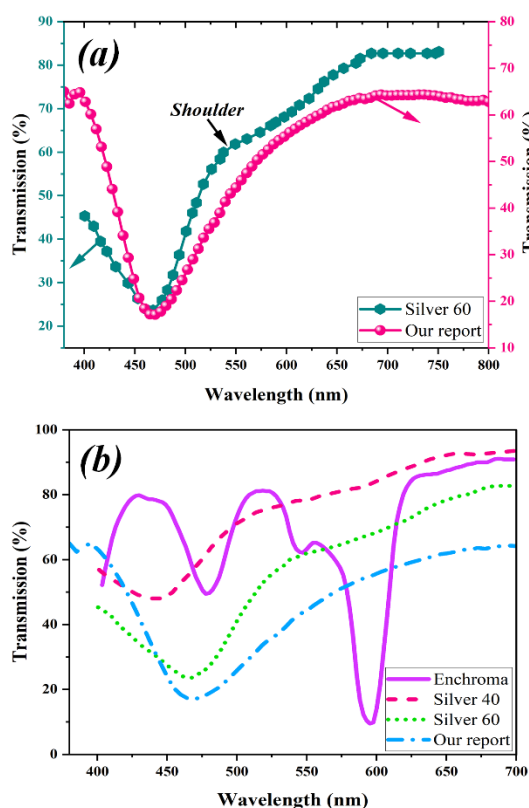 (a)
Transmission (%)
90
80
70
60
50
40
30
20
80
70
60
50
40
30
20
10
Transmission (%)
Shoulder
Silver 60
Our report
400 450 500 550 600 650 700 750 800
Wavelength (nm)
(b)
Transmission (%)
100
80
60
40
20
0
Enchroma
Silver 40
Silver 60
Our report
400 450 500 550 600 650 700
Wavelength (nm)